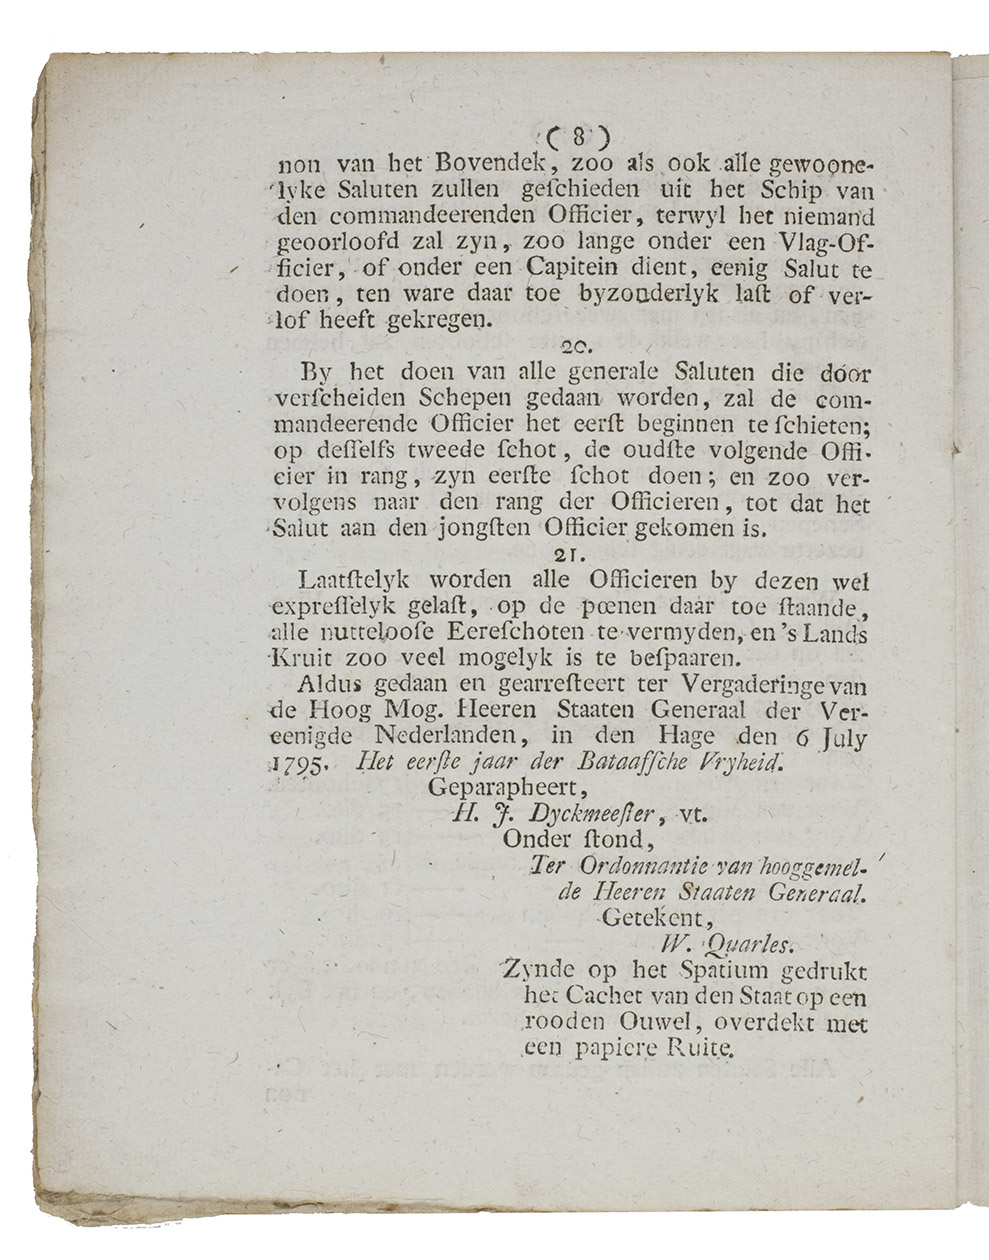 ( 8 )
non van het Bovendek, zoo als ook alle gewoone-
lyke Saluten zullen geſchieden uit het Schip van
den commandeerenden Officier, terwyl het niemand
geoorloofd zal zyn, zoo lange onder een Vlag-Of-
ficier, of onder een Capitein dient, eenig Salut te
doen, ten ware daar toe byzonderlyk laſt of ver-
lof heeft gekregen.
20.
By het doen van alle generale Saluten die door
verſcheiden Schepen gedaan worden, zal de com-
mandeerende Officier het eerſt beginnen te ſchieten;
op deſſelfs tweede ſchot, de oudſte volgende Offi-
cier in rang, zyn eerſte ſchot doen; en zoo ver-
volgens naar den rang der Officieren, tot dat het
Salut aan den jongſten Officier gekomen is.
21.
Laatſtelyk worden alle Officieren by dezen wel
expreſſelyk gelaſt, op de pœnen daar toe ſtaande,
alle nutteloofe Eereſchoten te vermyden, en 's Lands
Kruit zoo veel mogelyk is te beſpaaren.
Aldus gedaan en gearreſteert ter Vergaderinge van
de Hoog Mog. Heeren Staaten Generaal der Ver-
eenigde Nederlanden, in den Hage den 6 July
1795. Het eerſte jaar der Bataafſche Vryheid.
Geparapheert,
H. J. Dyckmeeſter, vt.
Onder ſtond,
Ter Ordonnantie van hooggemel-
de Heeren Staaten Generaal.
Getekent,
W. Quarles.
Zynde op het Spatium gedrukt
het Cachet van den Staat op een
rooden Ouwel, overdekt met
een papiere Ruite.